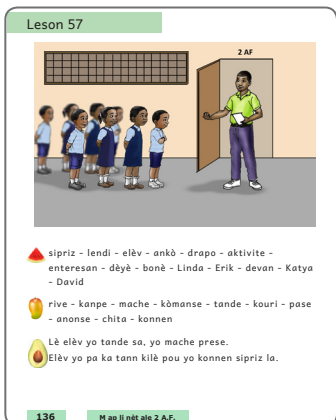 Leson 57
2 AF
sipriz - lendi - elèv - ankò - drapo - aktivite -
enteresan - dèyè - bonè - Linda - Erik - devan - Katya
- David
rive - kanpe - mache - kòmanse - tande - kouri - pase
- anonse - chita - konnen
Lè elèv yo tande sa, yo mache prese.
Elèv yo pa ka tann kilè pou yo konnen sipriz la.
136
M ap li nèt ale 2 A.F.